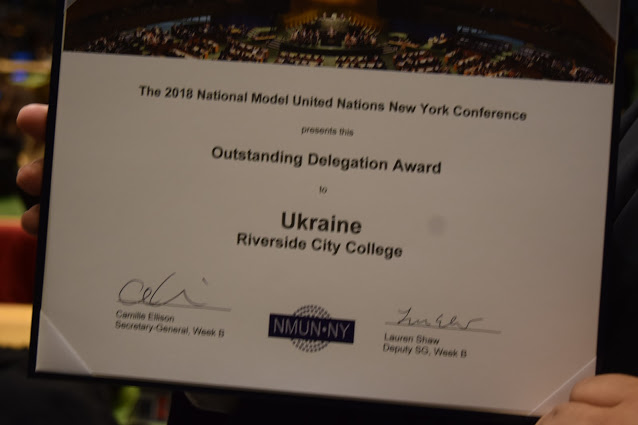 The 2018 National Model United Nations New York Conference
presents this
Outstanding Delegation Award
to
Ukraine
Riverside City College
Camille Ellison
Secretary-General, Week B
NMUN•NY
Lauren Shaw
Deputy SG, Week B